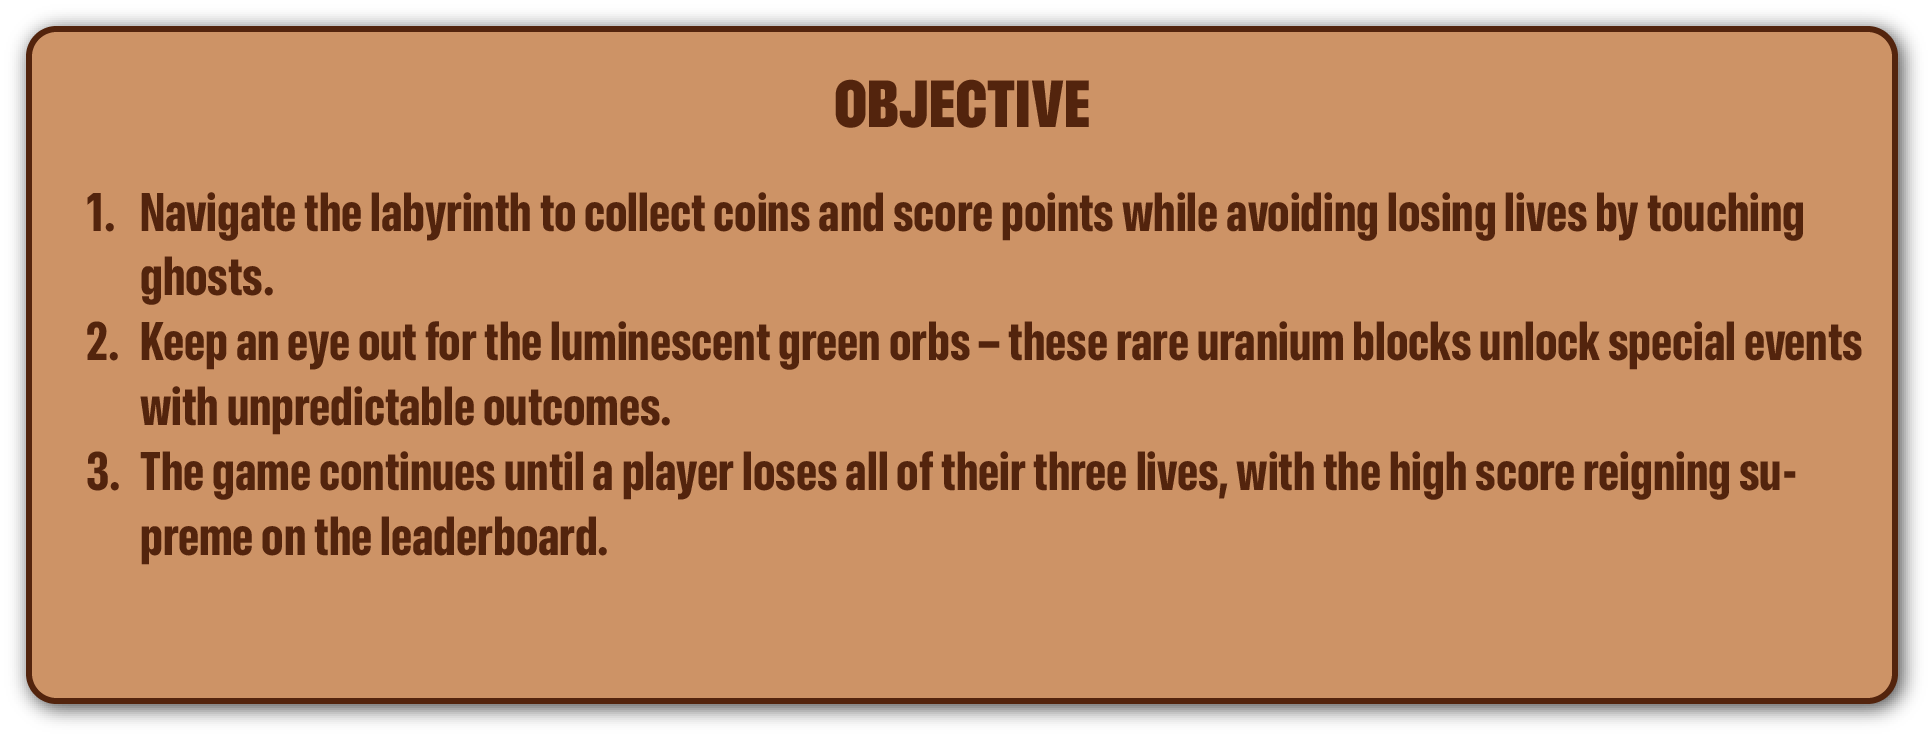 OBJECTIVE
1. Navigate the labyrinth to collect coins and score points while avoiding losing lives by touching
ghosts.
2. Keep an eye out for the luminescent green orbs – these rare uranium blocks unlock special events
with unpredictable outcomes.
3. The game continues until a player loses all of their three lives, with the high score reigning su-
preme on the leaderboard.